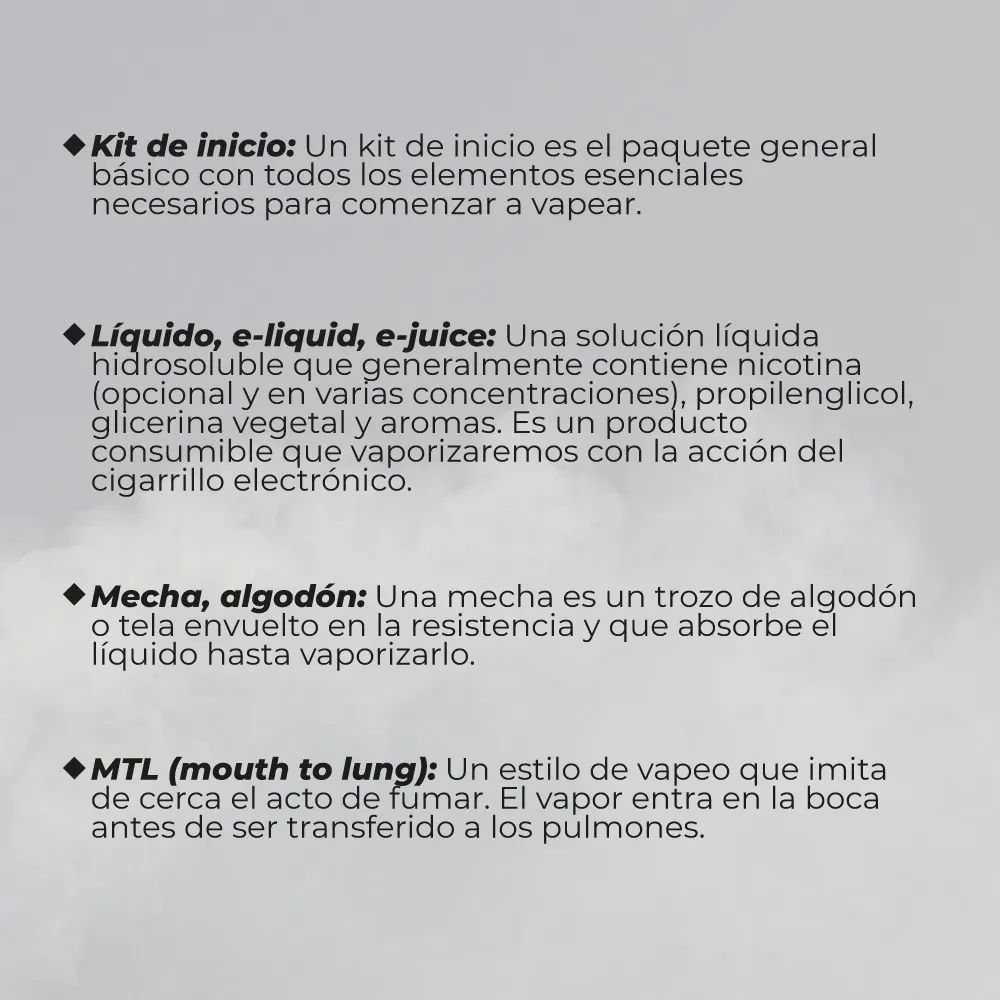 ◆ Kit de inicio: Un kit de inicio es el paquete general
básico con todos los elementos esenciales
necesarios para comenzar a vapear.
◆ Líquido, e-liquid, e-juice: Una solución líquida
hidrosoluble que generalmente contiene nicotina
(opcional y en varias concentraciones), propilenglicol,
glicerina vegetal y aromas. Es un producto
consumible que vaporizaremos con la acción del
cigarrillo electrónico.
◆ Mecha, algodón: Una mecha es un trozo de algodón
o tela envuelto en la resistencia y que absorbe el
líquido hasta vaporizarlo.
◆ MTL (mouth to lung): Un estilo de vapeo que imita
de cerca el acto de fumar. El vapor entra en la boca
antes de ser transferido a los pulmones.